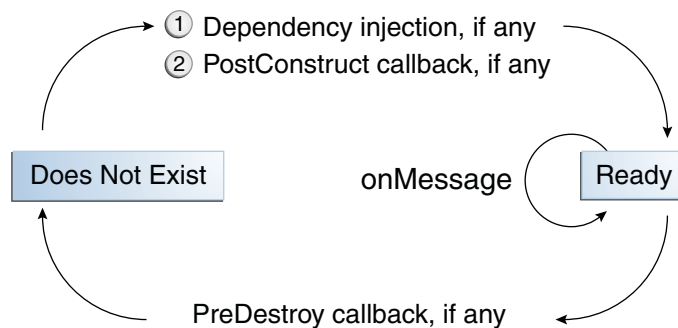 1 Dependency injection, if any
2 PostConstruct callback, if any
Does Not Exist
onMessage
Ready
PreDestroy callback, if any